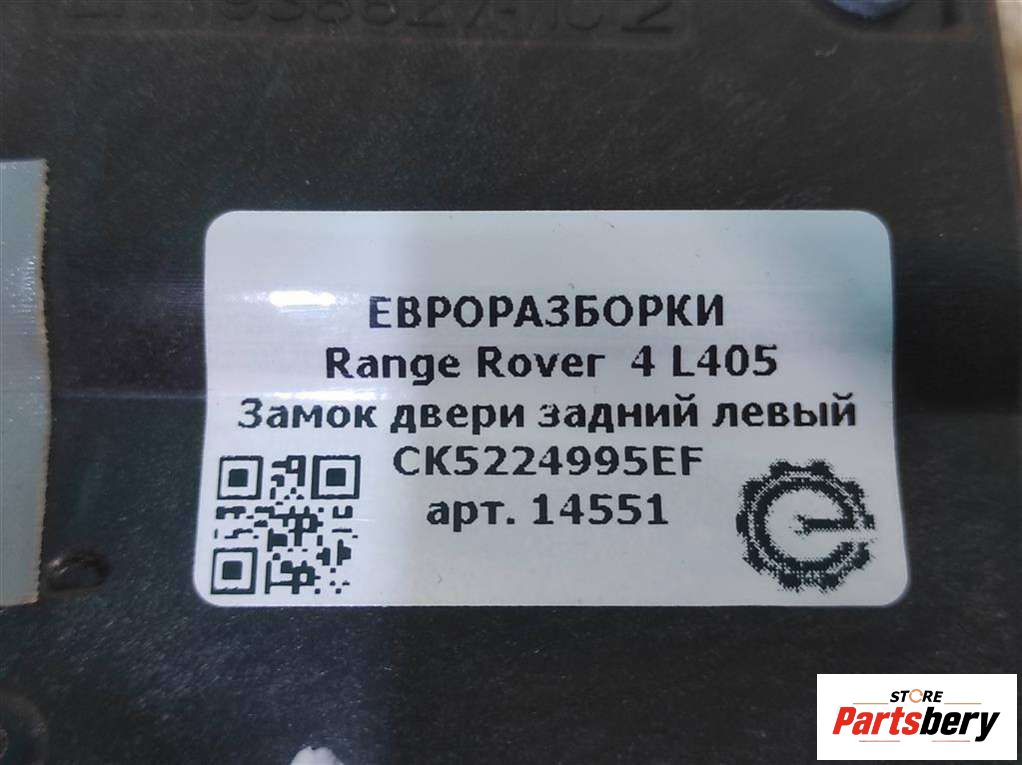 ЕВРОРАЗБОРКИ
Range Rover 4 L405
Замок двери задний левый
CK5224995EF
арт. 14551
STORE
Partsbery